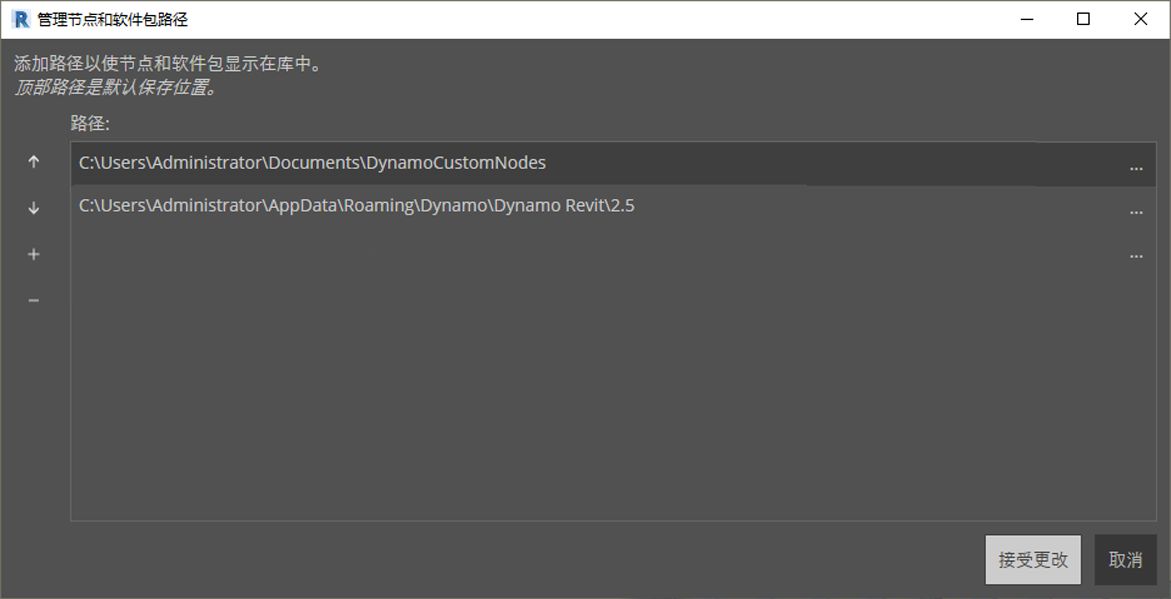 管理节点和软件包路径
添加路径以使节点和软件包显示在库中。
顶部路径是默认保存位置。
路径:
C:\Users\Administrator\Documents\DynamoCustomNodes
...
C:\Users\Administrator\AppData\Roaming\Dynamo\Dynamo Revit\2.5
...
...
接受更改 取消